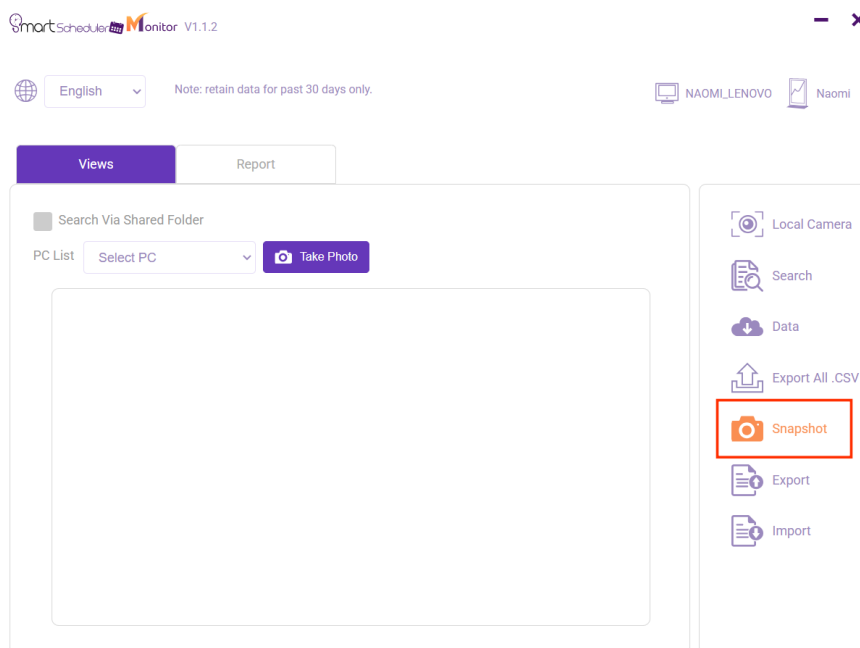 SmartScheduler Monitor V1.1.2
English
Note: retain data for past 30 days only.
NAOMI_LENOVO
Naomi
Views
Report
Search Via Shared Folder
PC List
Select PC
Take Photo
Local Camera
Search
Data
Export All .CSV
Snapshot
Export
Import